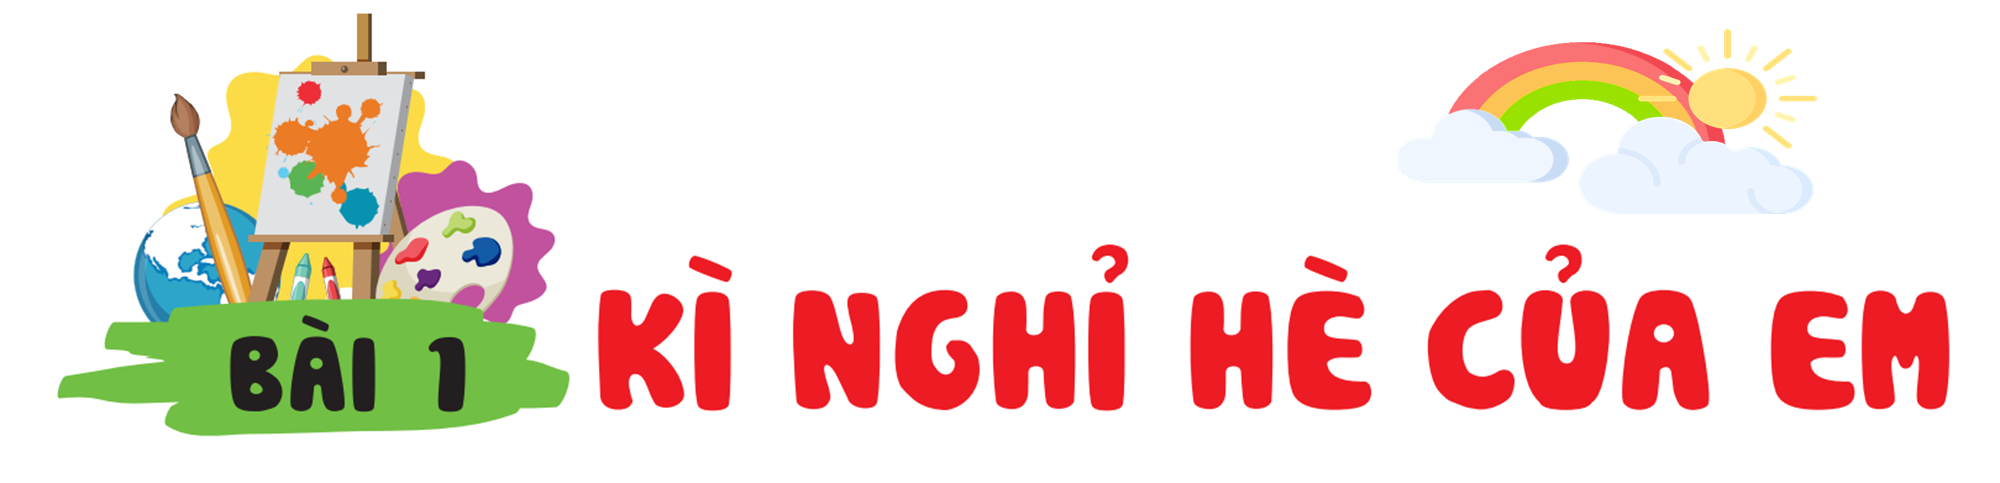 BÀI 1 KÌ NGHỈ HÈ CỦA EM